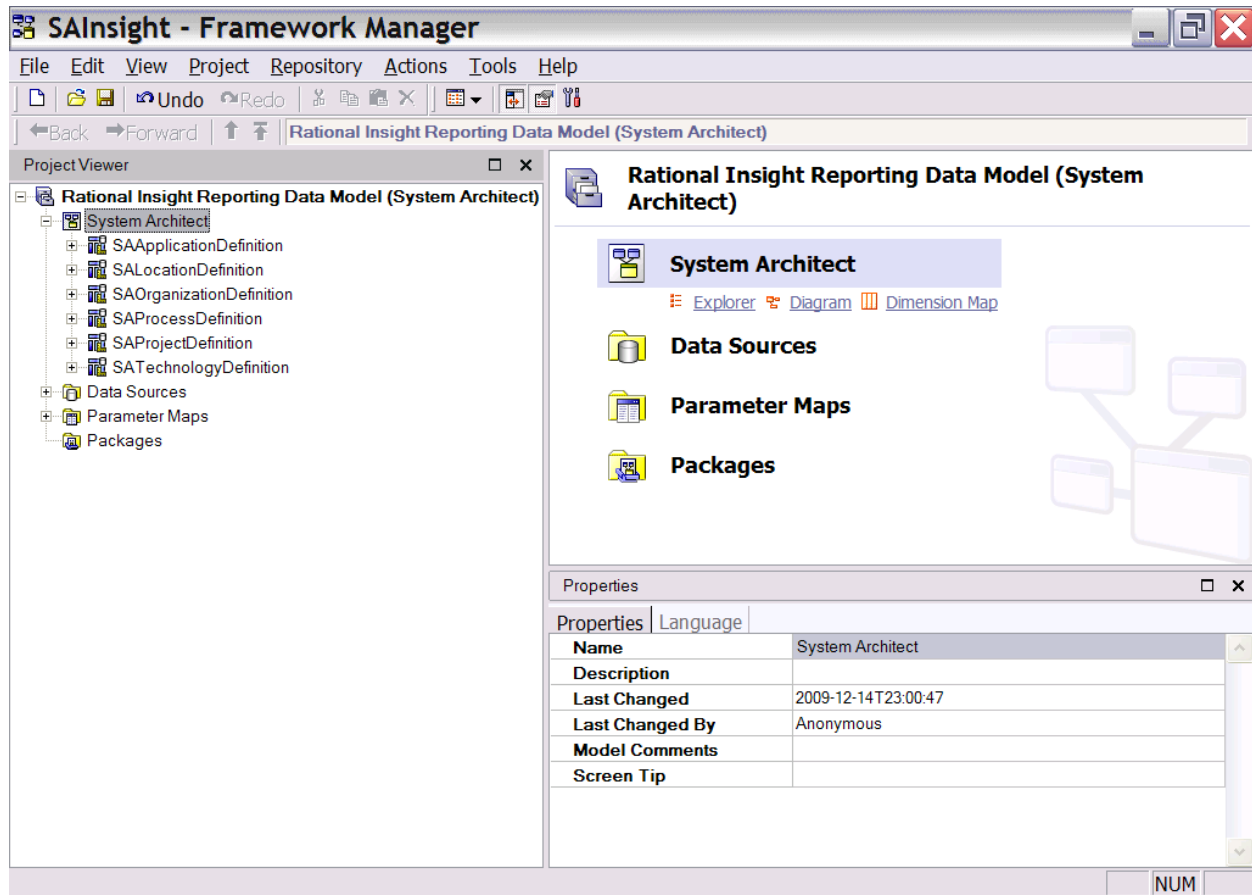 SAInsight - Framework Manager
File Edit View Project Repository Actions Tools Help
Undo Redo
Back Forward Rational Insight Reporting Data Model (System Architect)
Project Viewer
Rational Insight Reporting Data Model (System Architect)
System Architect
SAApplicationDefinition
SALocationDefinition
SAOrganizationDefinition
SAProcessDefinition
SAProjectDefinition
SATechnologyDefinition
Data Sources
Parameter Maps
Packages
Rational Insight Reporting Data Model (System
Architect)
System Architect
Explorer Diagram Dimension Map
Data Sources
Parameter Maps
Packages
Properties
Properties Language
Name System Architect
Description
Last Changed 2009-12-14T23:00:47
Last Changed By Anonymous
Model Comments
Screen Tip
NUM